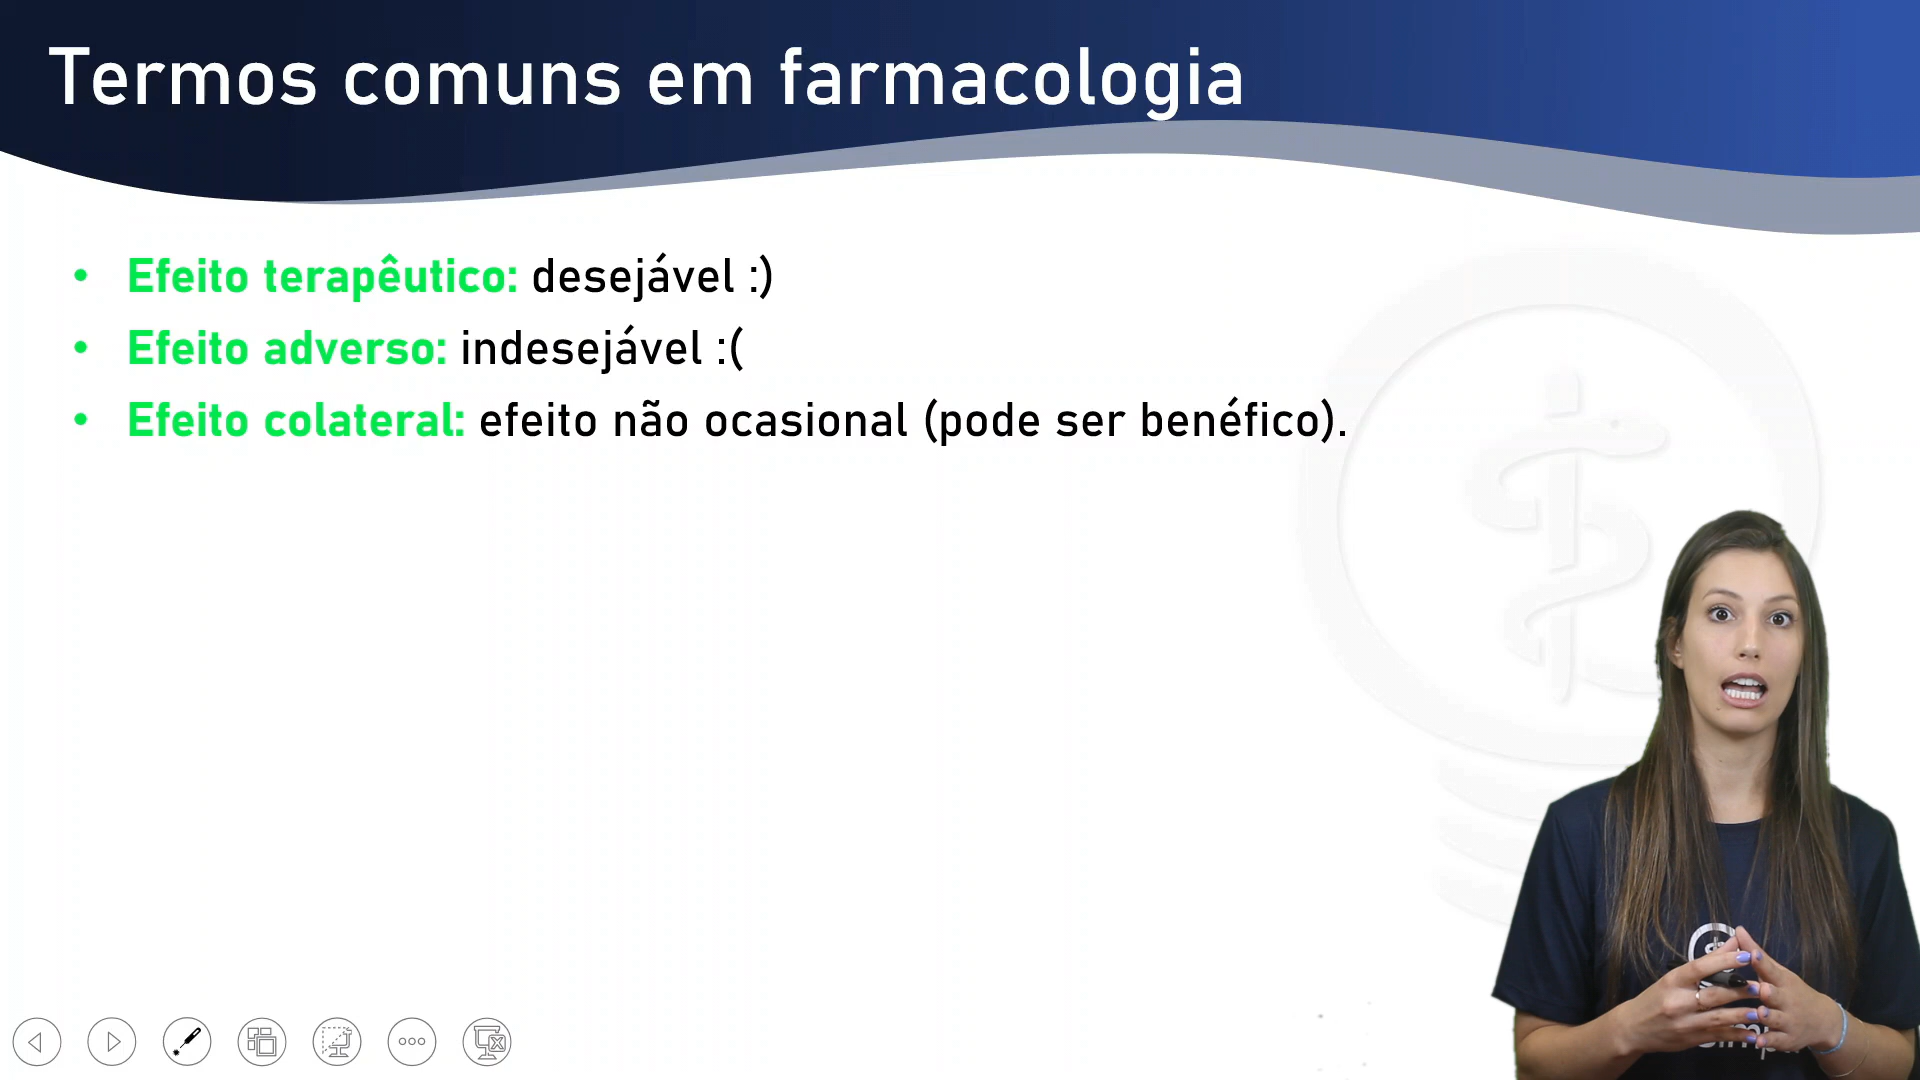 Termos comuns em farmacologia
• Efeito terapêutico: desejável :)
• Efeito adverso: indesejável :(
• Efeito colateral: efeito não ocasional (pode ser benéfico).